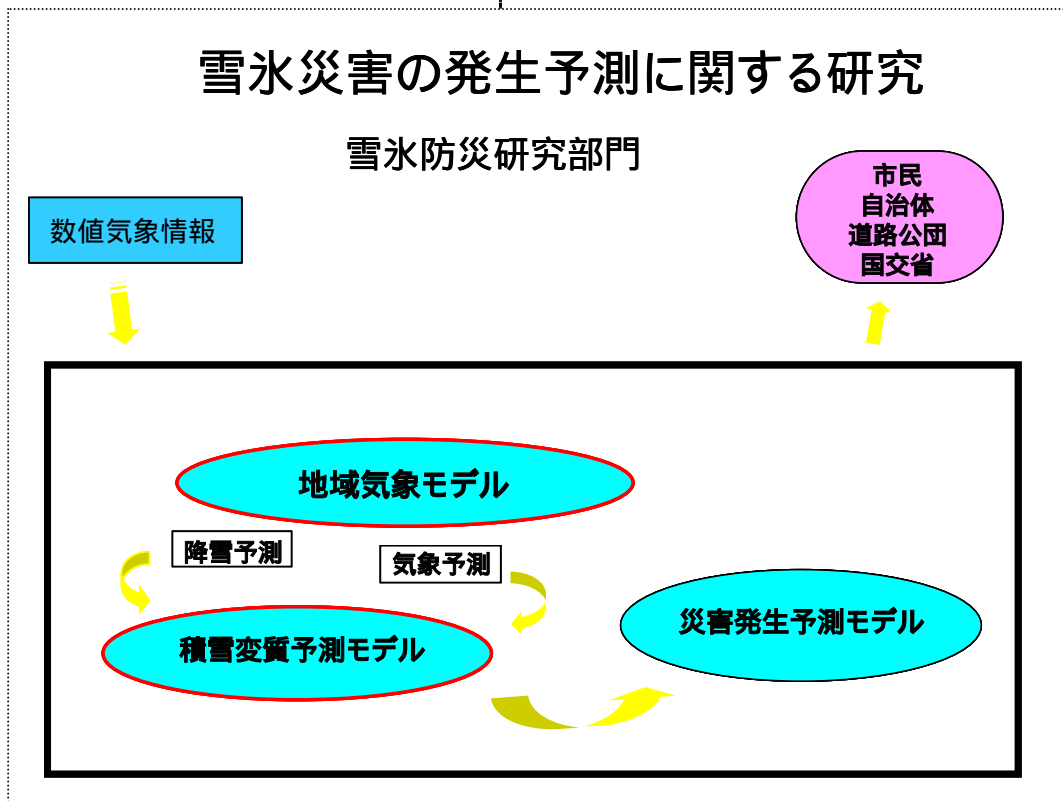 雪氷災害の発生予測に関する研究
雪氷防災研究部門
市民
自治体
道路公団
国交省
数値気象情報
地域気象モデル
降雪予測
気象予測
災害発生予測モデル
積雪変質予測モデル